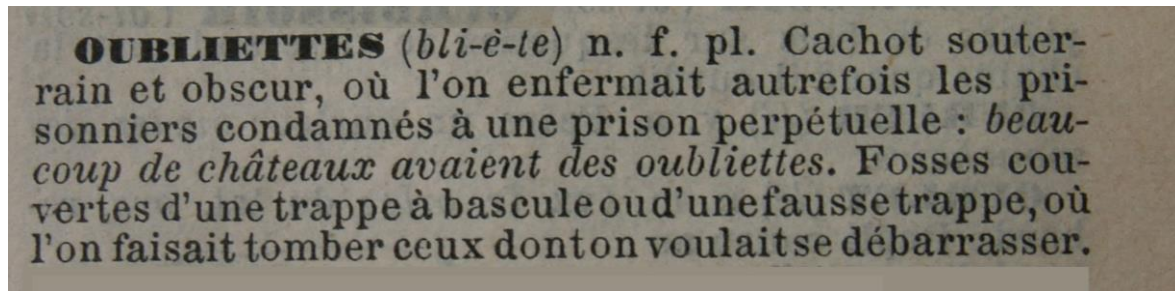 OUBLIETTES (bli-è-te) n. f. pl. Cachot souter-
rain et obscur, où l'on enfermait autrefois les pri-
sonniers condamnés à une prison perpétuelle : beau-
coup de châteaux avaient des oubliettes. Fosses cou-
vertes d'une trappe à bascule ou d'une fausse trappe, où
l'on faisait tomber ceux dont on voulait se débarrasser.